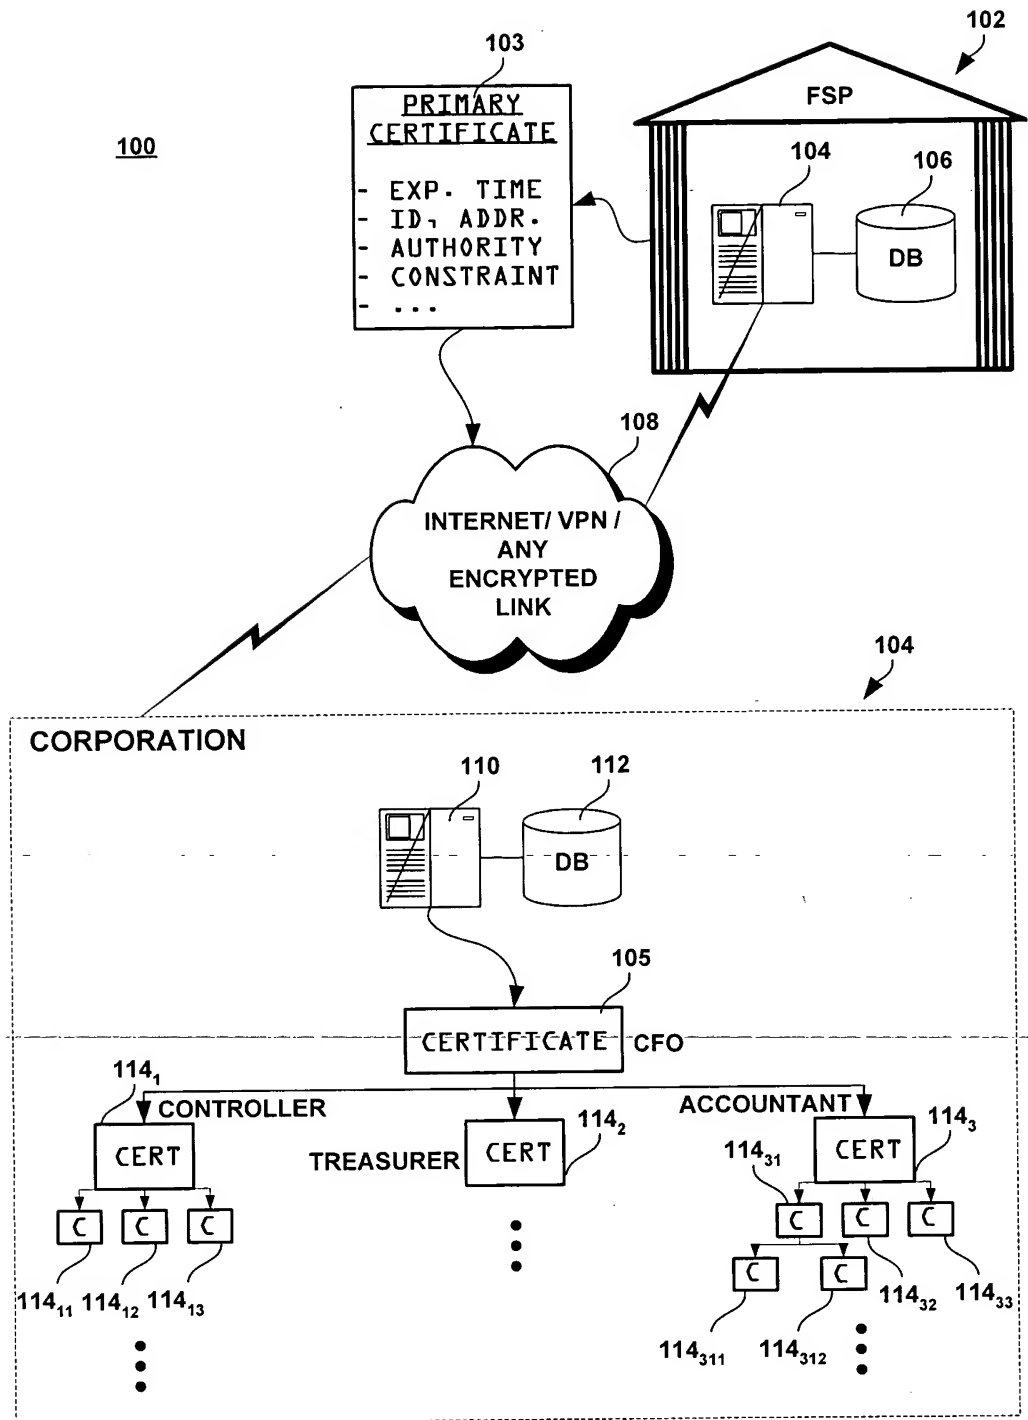 102
103
FSP
PRIMARY
CERTIFICATE
100
104
106
- EXP. TIME
- ID, ADDR.
- AUTHORITY
- CONSTRAINT
- ...
DB
108
INTERNET/ VPN /
ANY
ENCRYPTED
LINK
104
CORPORATION
110
112
DB
105
CERTIFICATE
CFO
114₁
CONTROLLER
ACCOUNTANT
114₂
114₃
CERT
TREASURER
CERT
CERT
114₃₁
C
C
C
C
C
C
C
C
114₁₁
114₁₂
114₁₃
114₃₂
114₃₃
114₃₁₁
114₃₁₂